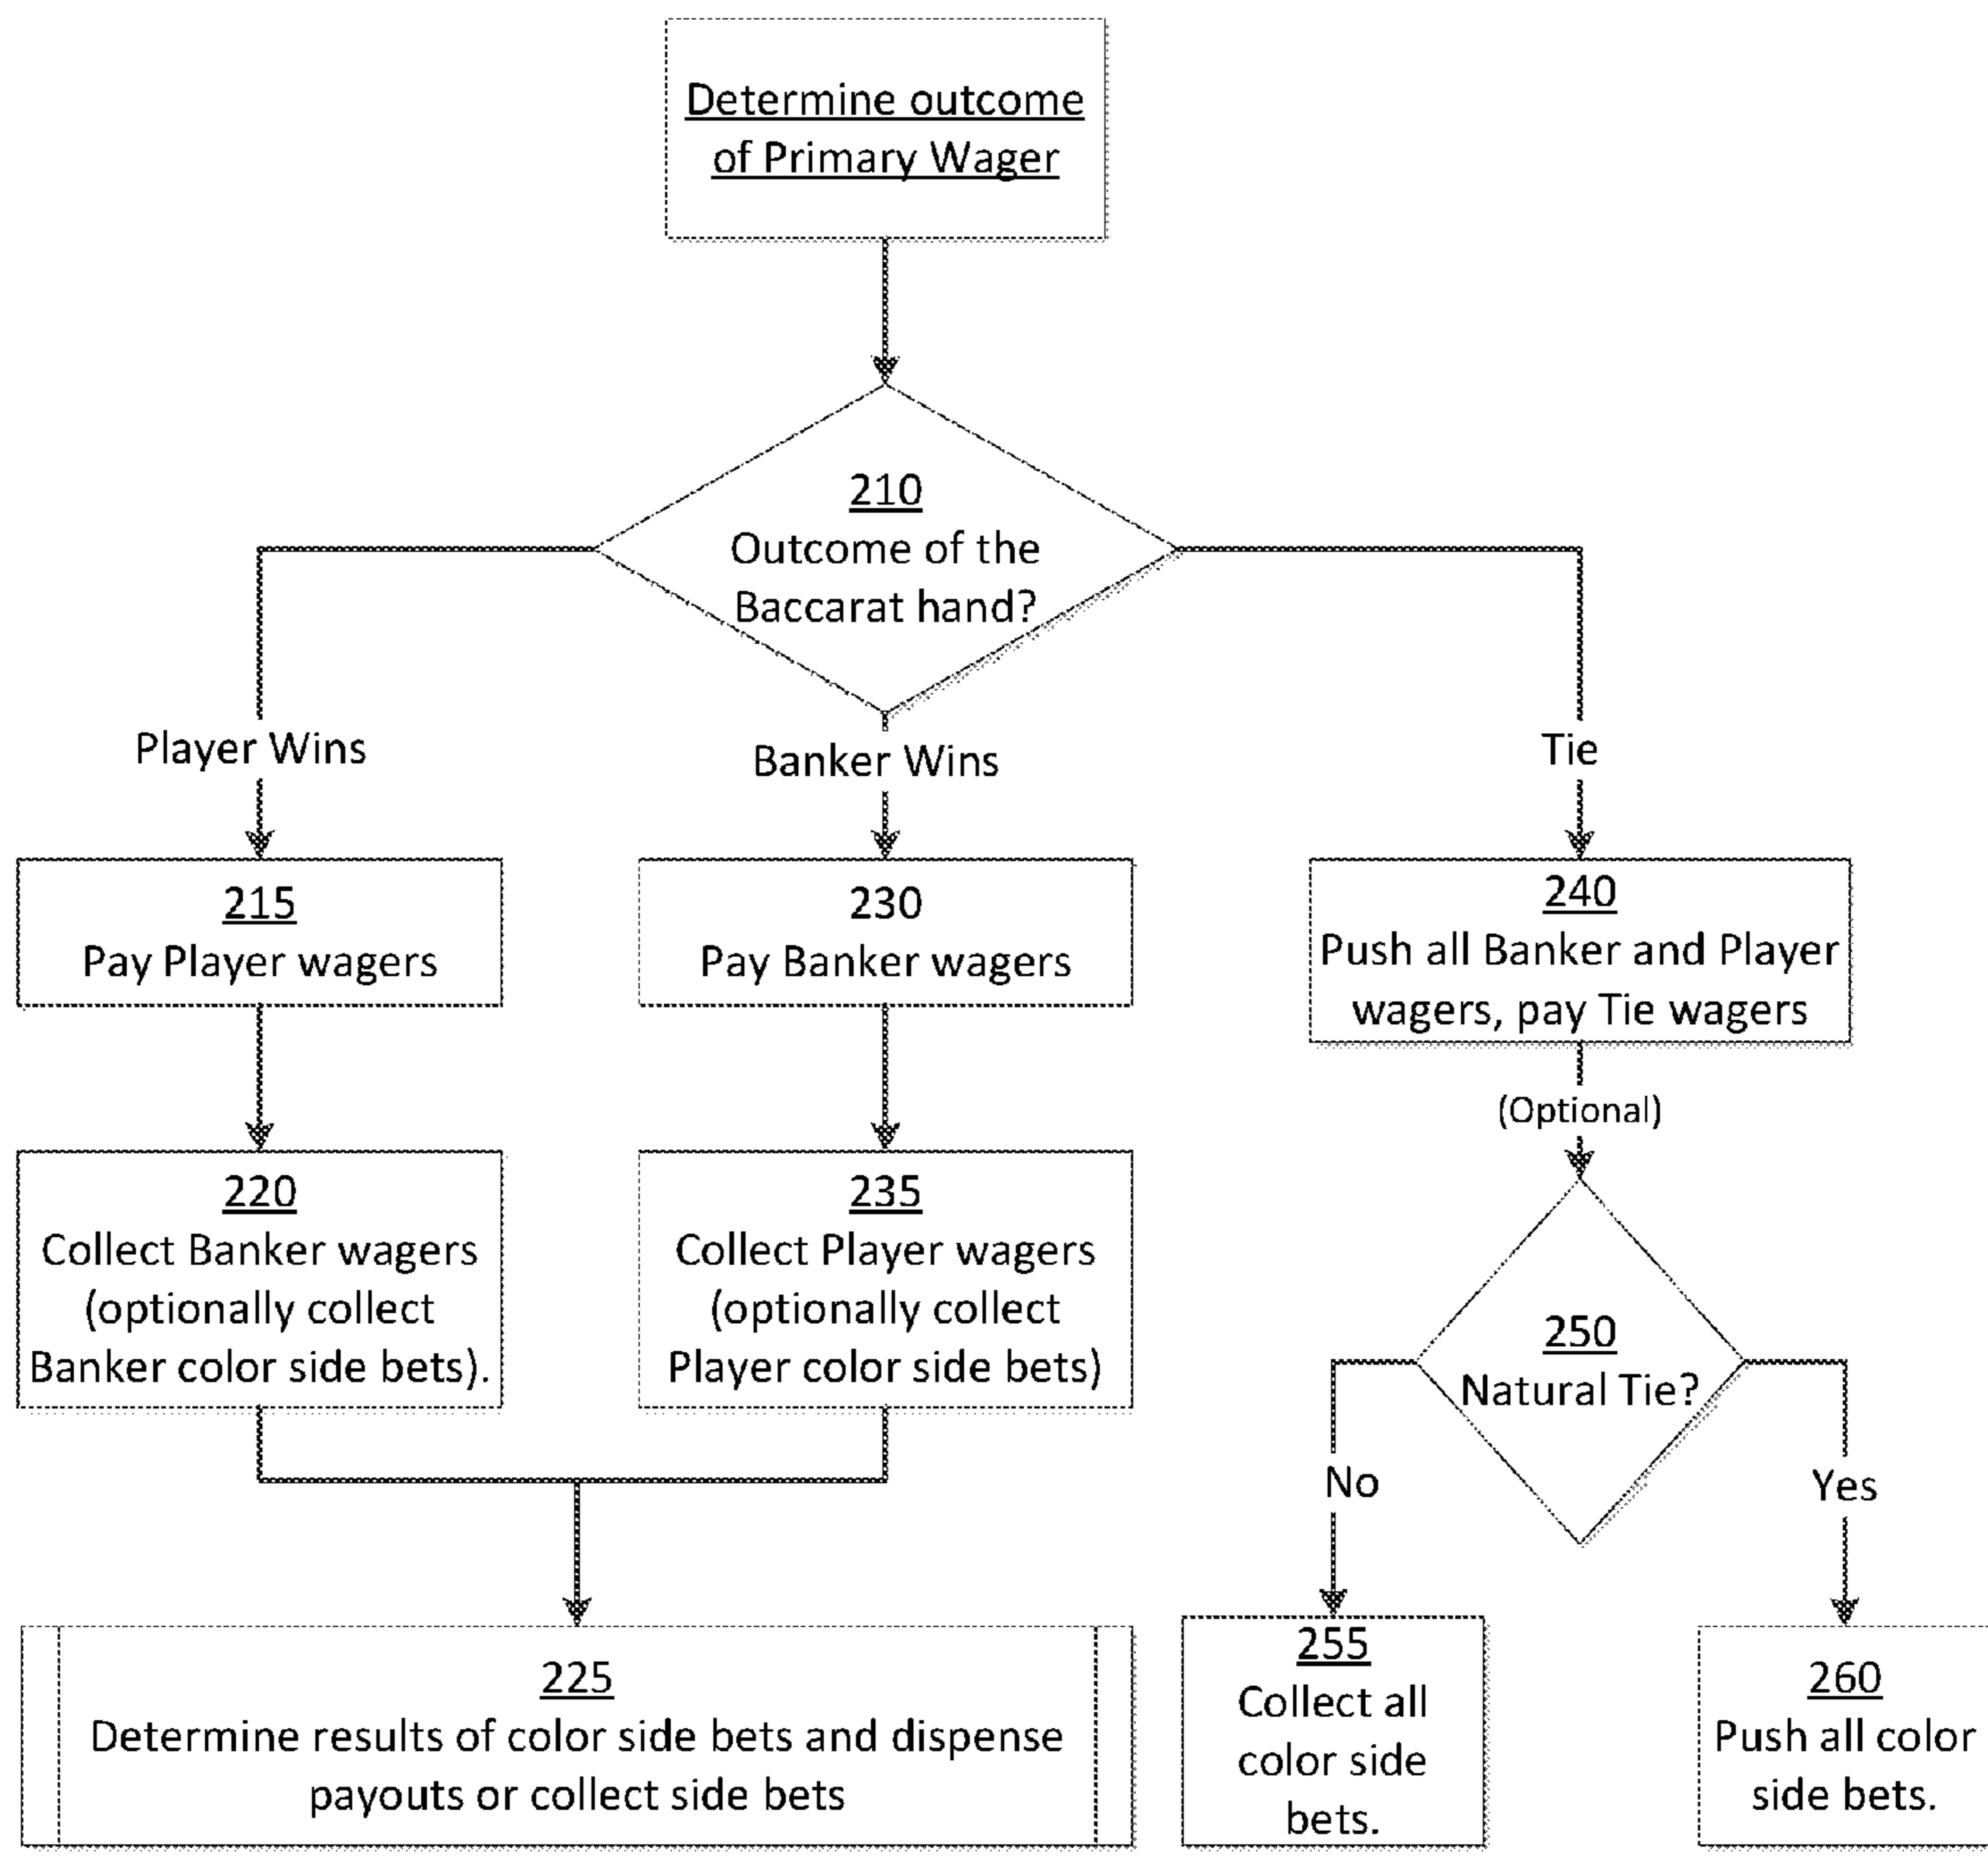 Determine outcome
of Primary Wager
210
Outcome of the
Baccarat hand?
Player Wins
Banker Wins
Tie
215
Pay Player wagers
230
Pay Banker wagers
240
Push all Banker and Player
wagers, pay Tie wagers
(Optional)
220
Collect Banker wagers
(optionally collect
Banker color side bets).
235
Collect Player wagers
(optionally collect
Player color side bets)
250
Natural Tie?
No
Yes
225
Determine results of color side bets and dispense
payouts or collect side bets
255
Collect all
color side
bets.
260
Push all color
side bets.